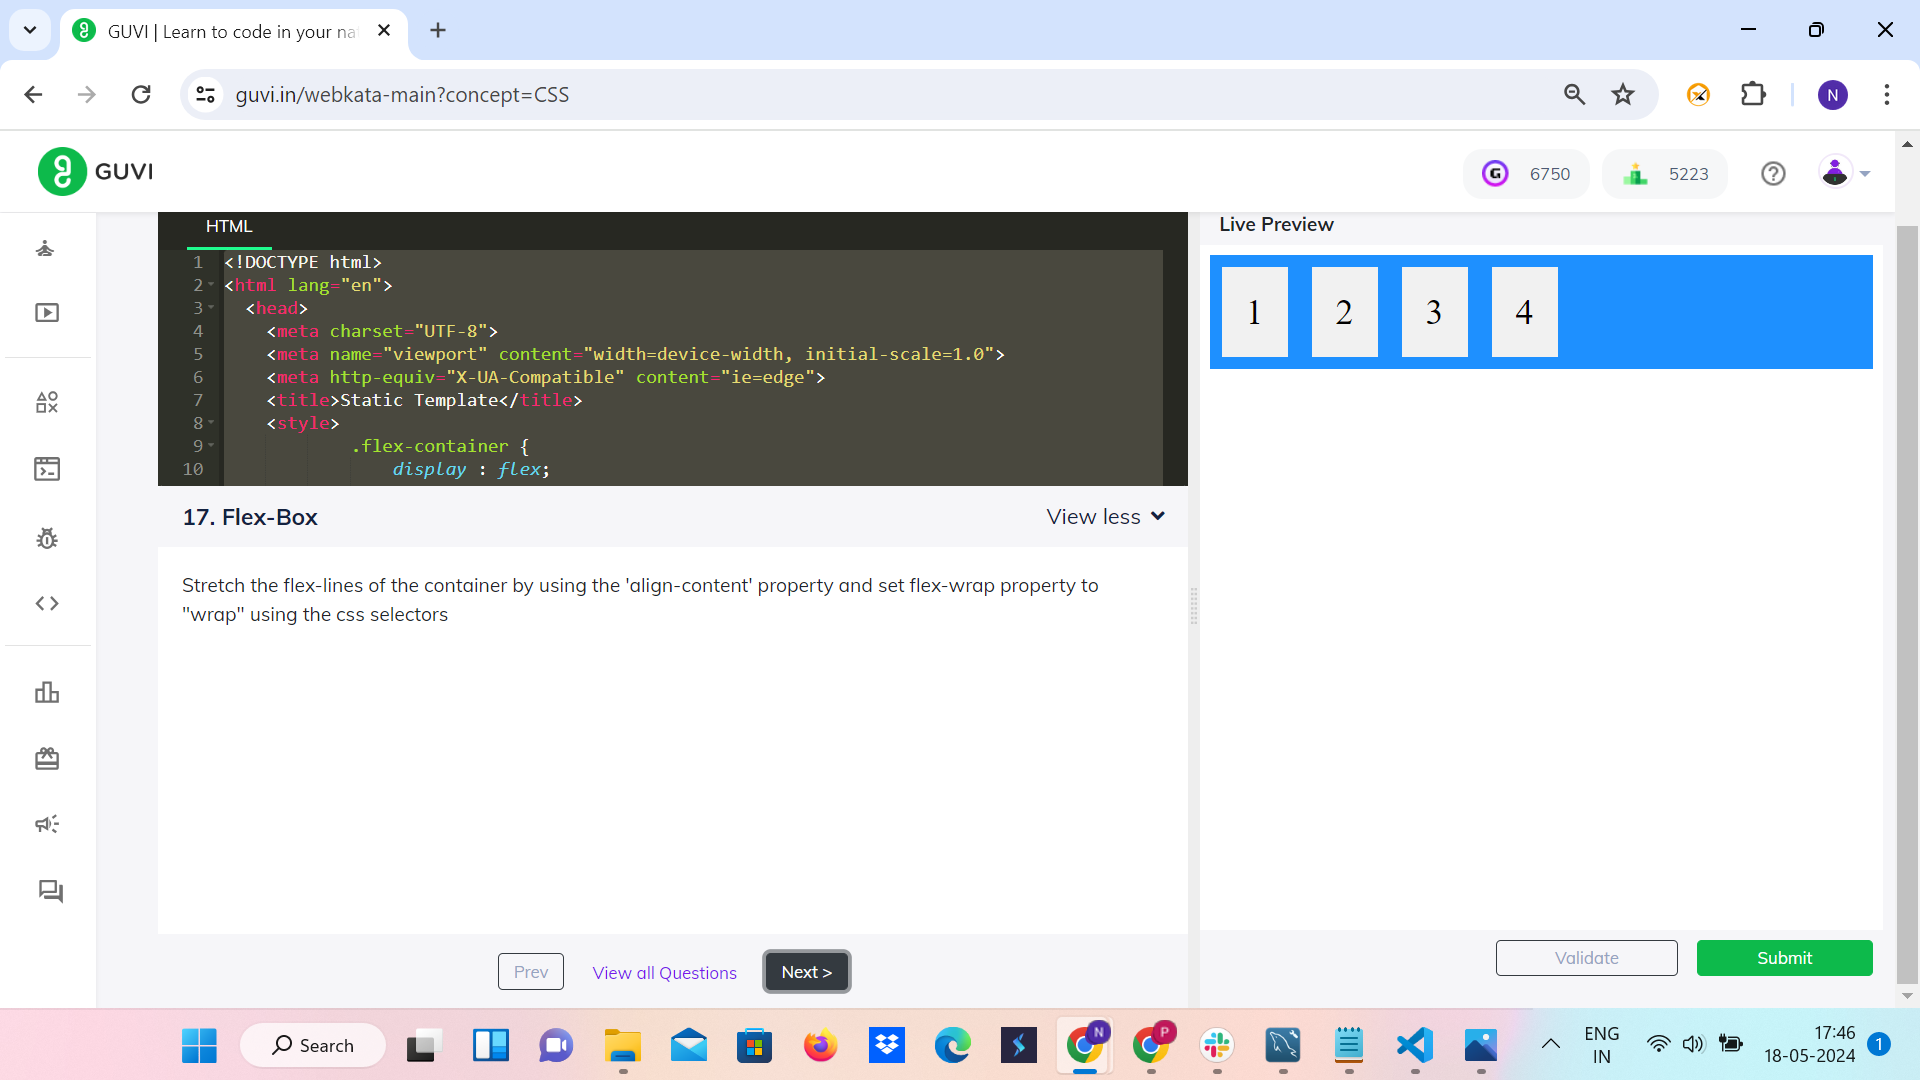 GUVI | Learn to code in your na
guvi.in/webkata-main?concept=CSS
N
GUVI
G 6750
5223
HTML
Live Preview
1 <!DOCTYPE html>
2 <html lang="en">
3 <head>
4 <meta charset="UTF-8">
5 <meta name="viewport" content="width=device-width, initial-scale=1.0">
6 <meta http-equiv="X-UA-Compatible" content="ie=edge">
7 <title>Static Template</title>
8 <style>
9 .flex-container {
10 display : flex;
1 2 3 4
17. Flex-Box
View less
Stretch the flex-lines of the container by using the 'align-content' property and set flex-wrap property to
"wrap" using the css selectors
Prev
View all Questions
Next >
Validate
Submit
Search
N
P
ENG
IN
17:46
18-05-2024
1